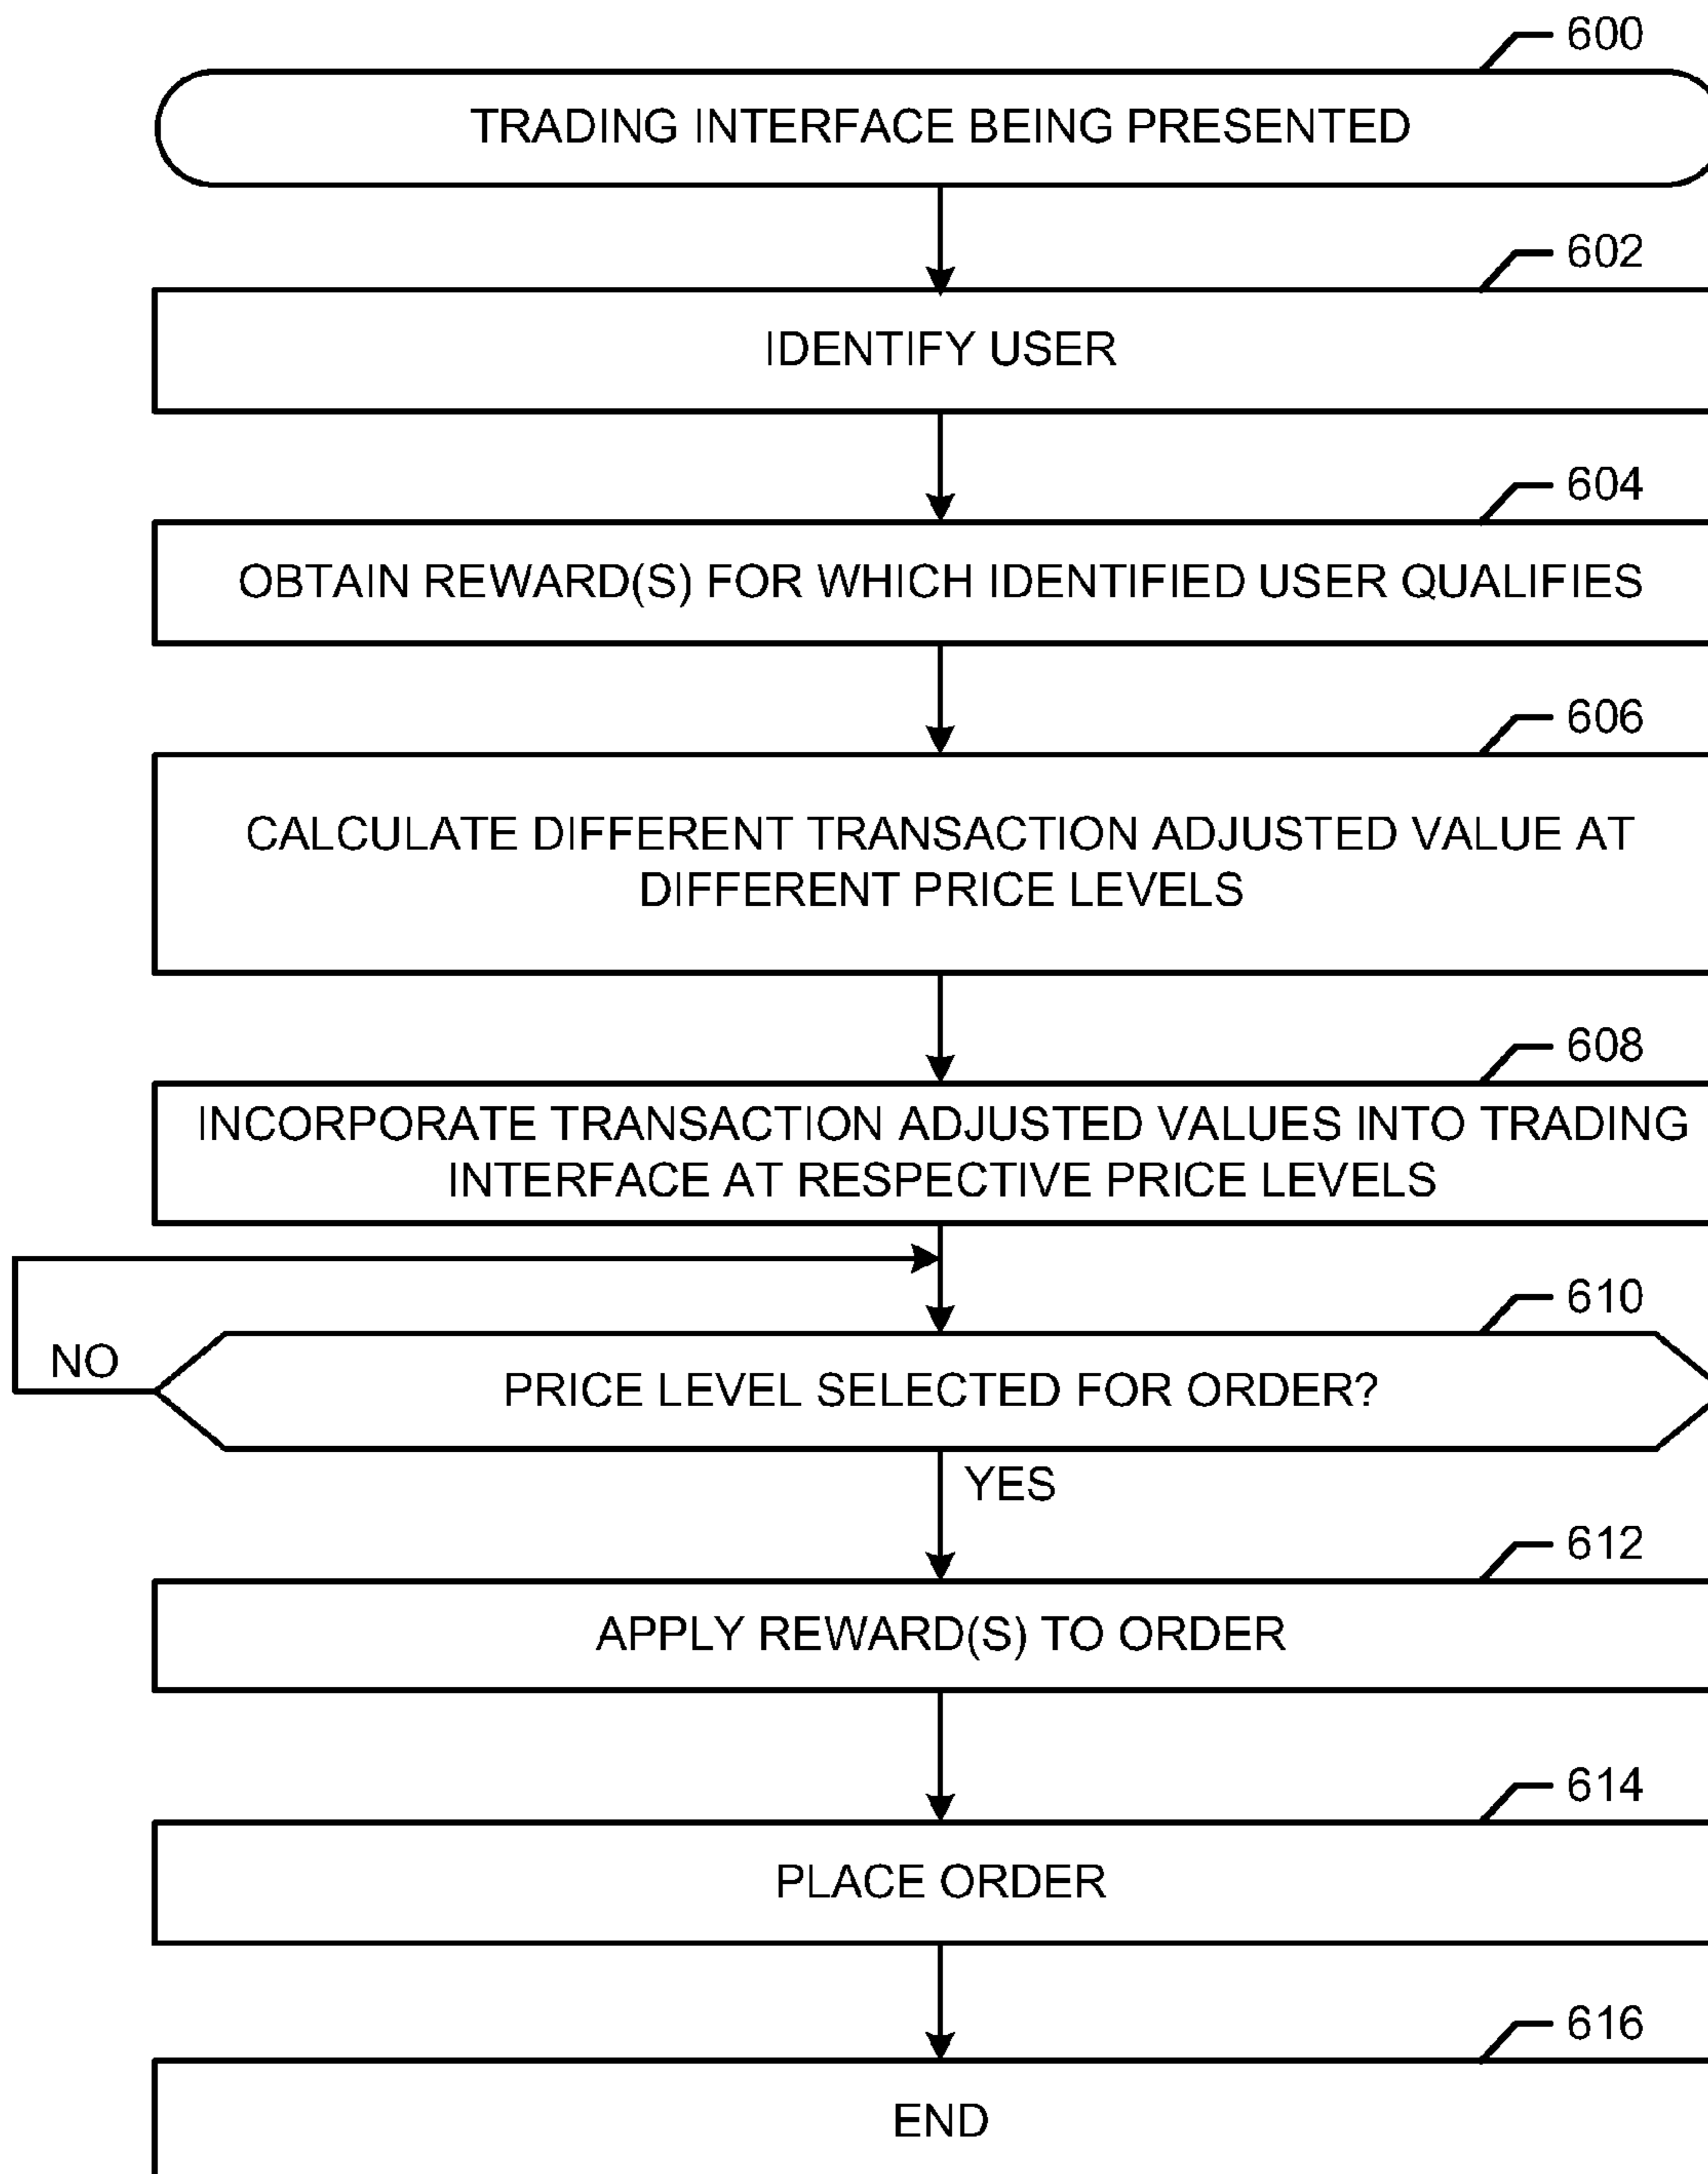 600
TRADING INTERFACE BEING PRESENTED
602
IDENTIFY USER
604
OBTAIN REWARD(S) FOR WHICH IDENTIFIED USER QUALIFIES
606
CALCULATE DIFFERENT TRANSACTION ADJUSTED VALUE AT
DIFFERENT PRICE LEVELS
608
INCORPORATE TRANSACTION ADJUSTED VALUES INTO TRADING
INTERFACE AT RESPECTIVE PRICE LEVELS
610
NO
PRICE LEVEL SELECTED FOR ORDER?
YES
612
APPLY REWARD(S) TO ORDER
614
PLACE ORDER
616
END